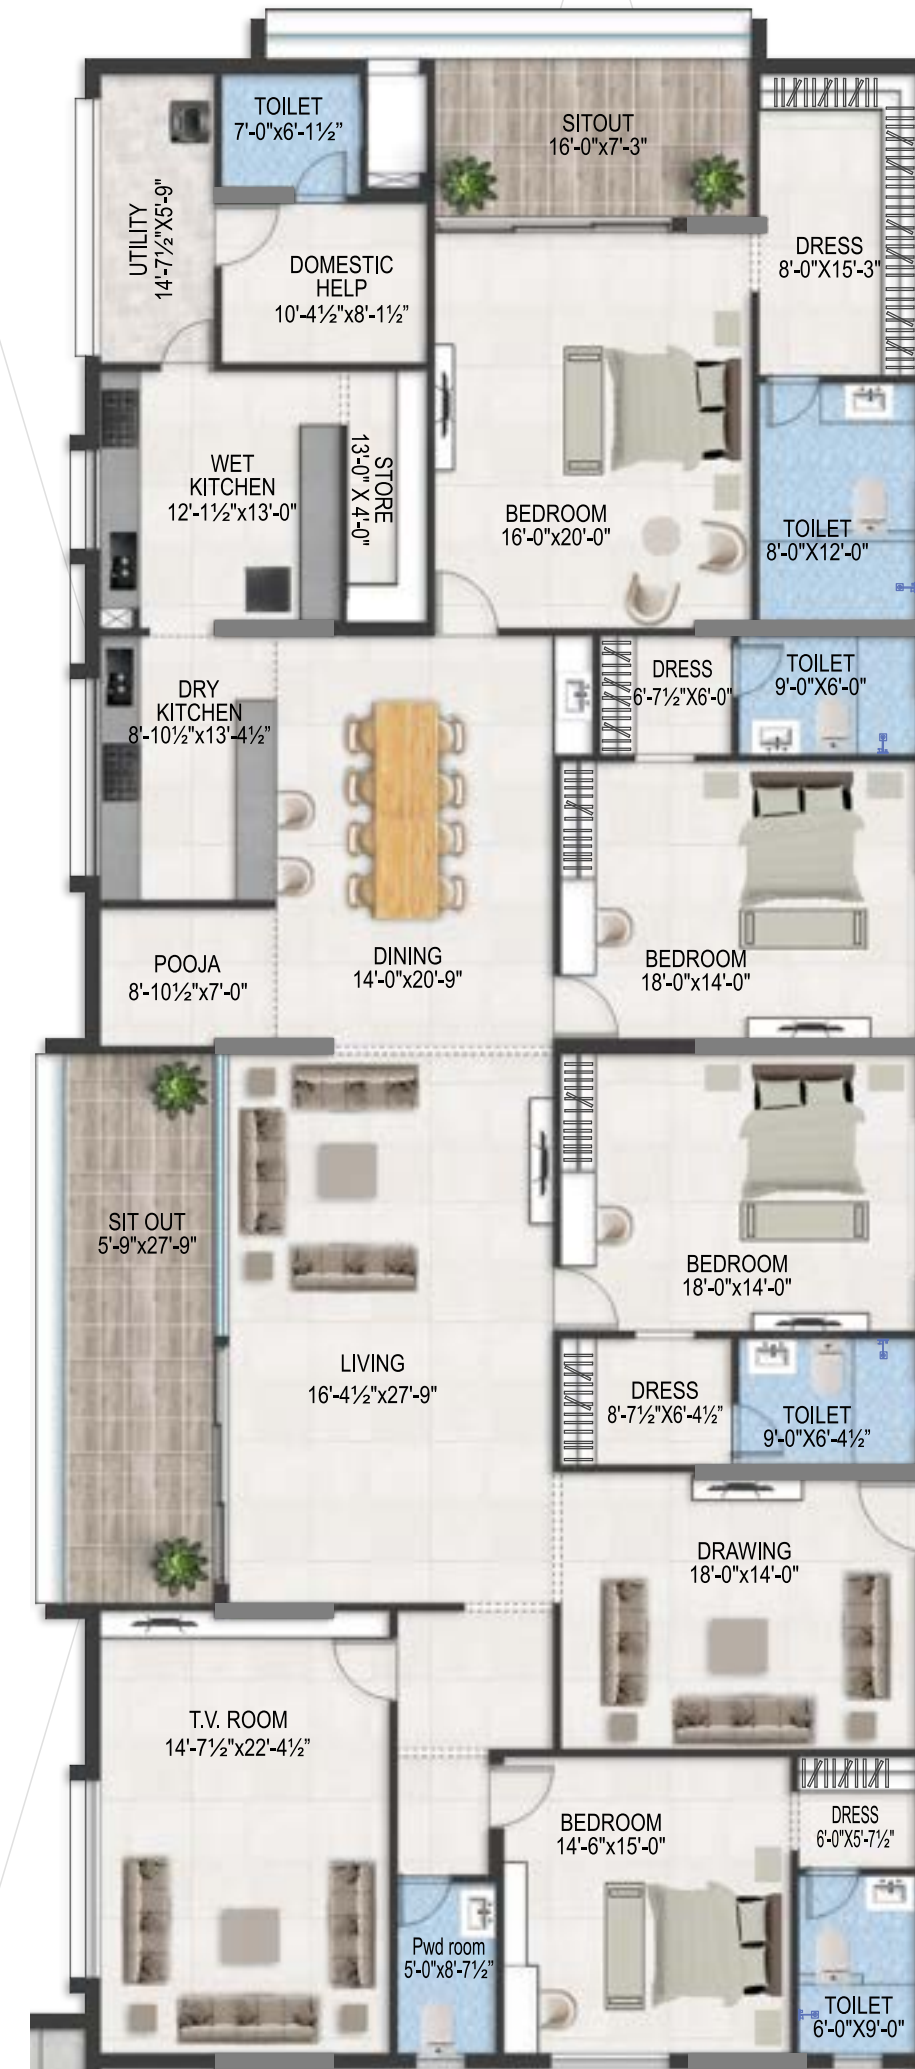 TOILET
7'-0"x6'-1½"
SITOUT
16'-0"x7'-3"
UTILITY
14'-7½"X5'-9"
DOMESTIC
HELP
10'-4½"x8'-1½"
DRESS
8'-0"X15'-3"
WET
KITCHEN
12'-1½"x13'-0"
STORE
13'-0" X 4'-0"
BEDROOM
16'-0"x20'-0"
TOILET
8'-0"X12'-0"
DRY
KITCHEN
8'-10½"x13'-4½"
DRESS
6'-7½"X6'-0"
TOILET
9'-0"X6'-0"
POOJA
8'-10½"x7'-0"
DINING
14'-0"x20'-9"
BEDROOM
18'-0"x14'-0"
SIT OUT
5'-9"x27'-9"
BEDROOM
18'-0"x14'-0"
LIVING
16'-4½"x27'-9"
DRESS
8'-7½"X6'-4½"
TOILET
9'-0"X6'-4½"
DRAWING
18'-0"x14'-0"
T.V. ROOM
14'-7½"x22'-4½"
BEDROOM
14'-6"x15'-0"
DRESS
6'-0"X5'-7½"
Pwd room
5'-0"x8'-7½"
TOILET
6'-0"X9'-0"